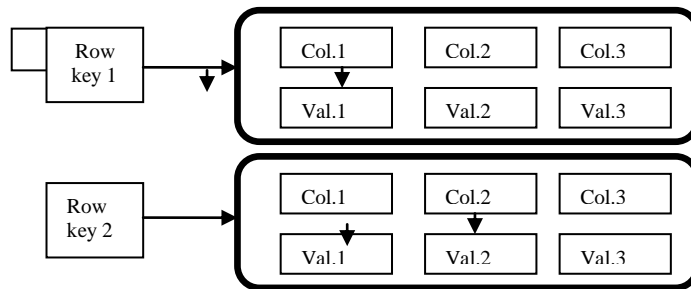 Row
key 1
Col.1
Col.2
Col.3
Val.1
Val.2
Val.3
Row
key 2
Col.1
Col.2
Col.3
Val.1
Val.2
Val.3